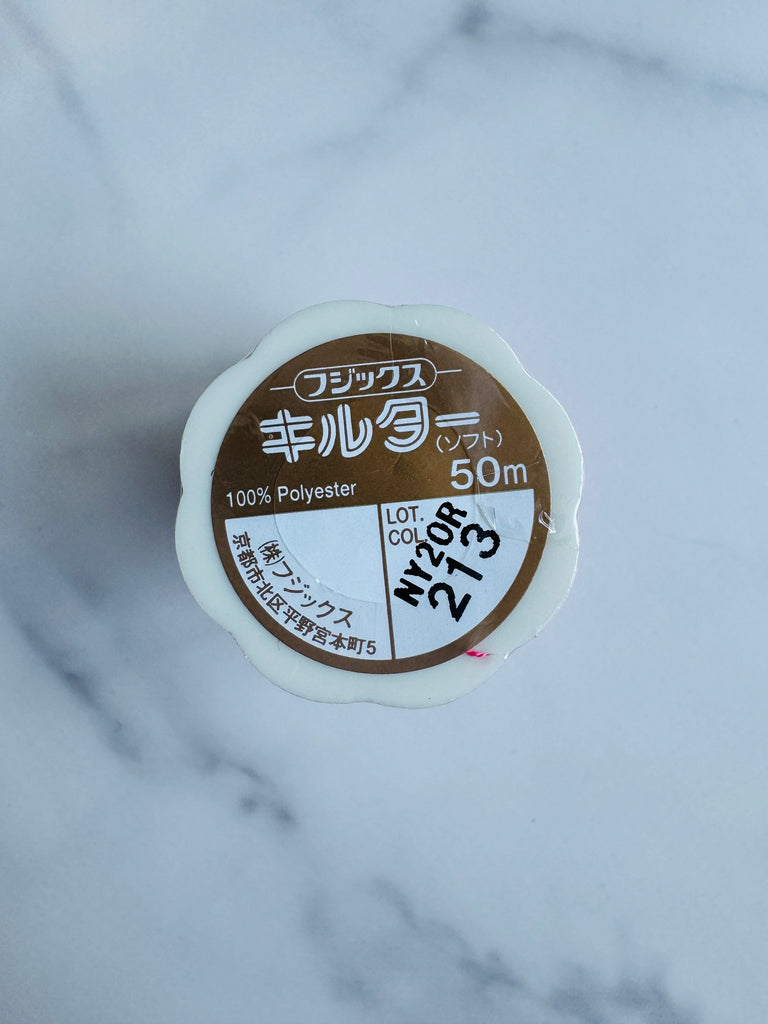 フジックス
キルター
(ソフト)
50m
100% Polyester
LOT.
COL.
NY20R
213
(株)フジックス
京都市北区平野宮本町5